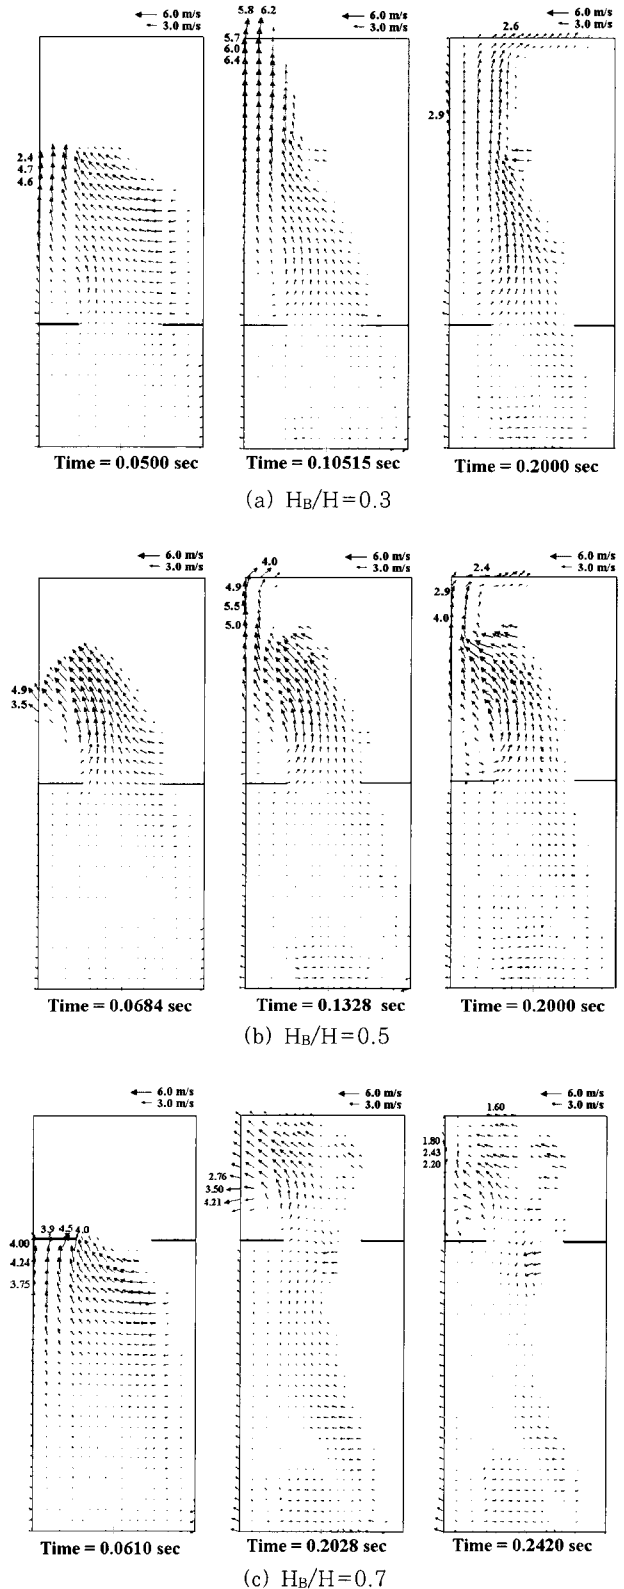 6.0 m/s
3.0 m/s
2.4
4.7
4.6
Time = 0.0500 sec
5.8 6.2
6.0 m/s
3.0 m/s
5.7
6.0
6.4
Time = 0.10515 sec
6.0 m/s
3.0 m/s
2.6
2.9
Time = 0.2000 sec
(a) H_B/H=0.3
6.0 m/s
3.0 m/s
4.9
3.5
Time = 0.0684 sec
6.0 m/s
3.0 m/s
4.0
4.9
5.5
5.0
Time = 0.1328 sec
6.0 m/s
3.0 m/s
2.4
2.9
4.0
Time = 0.2000 sec
(b) H_B/H=0.5
6.0 m/s
3.0 m/s
3.9 4.5 4.0
4.00
4.24
3.75
Time = 0.0610 sec
6.0 m/s
3.0 m/s
2.76
3.50
4.21
Time = 0.2028 sec
6.0 m/s
3.0 m/s
1.60
1.80
2.43
2.20
Time = 0.2420 sec
(c) H_B/H=0.7